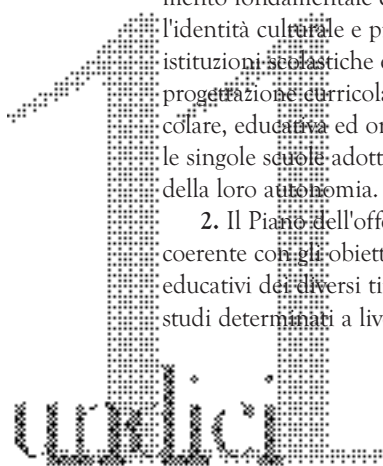 mento fondamentale
l'identità culturale e p
istituzioni scolastiche
progettazione curricola
colare, educativa ed or
le singole scuole adott
della loro autonomia.
2. Il Piano dell'offe
coerente con gli obiett
educativi dei diversi ti
studi determinati a liv
11
undici